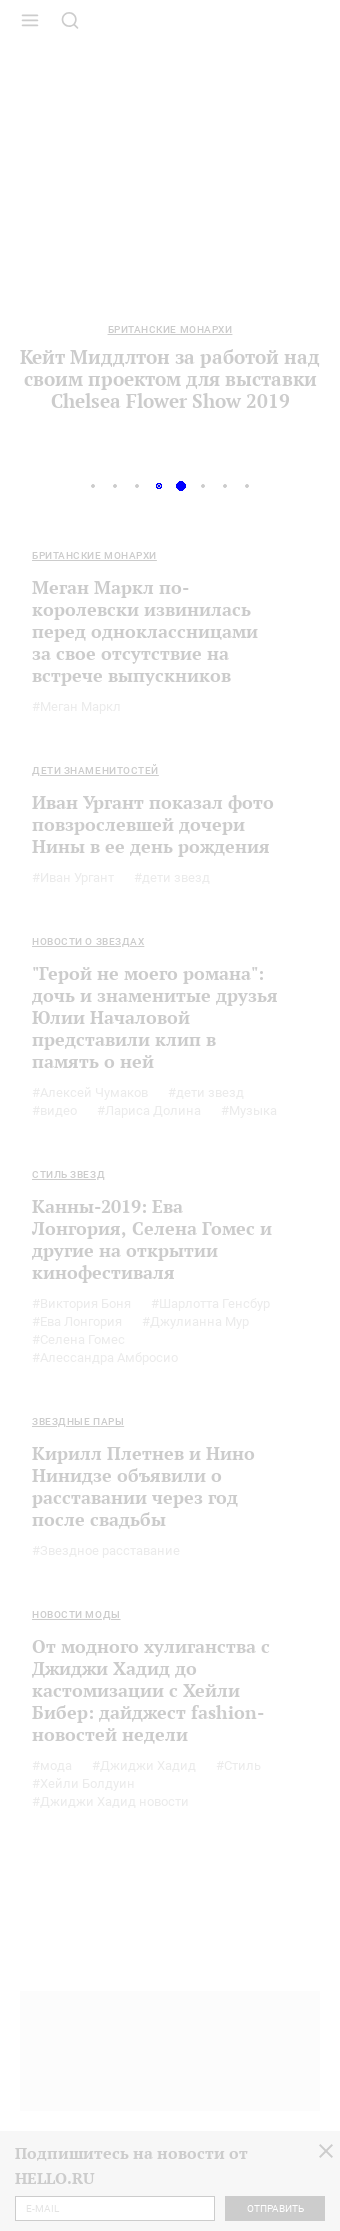 БРИТАНСКИЕ МОНАРХИ
Кейт Миддлтон за работой над
своим проектом для выставки
Chelsea Flower Show 2019
БРИТАНСКИЕ МОНАРХИ
Меган Маркл по-
королевски извинилась
перед одноклассницами
за свое отсутствие на
встрече выпускников
#Меган Маркл
ДЕТИ ЗНАМЕНИТОСТЕЙ
Иван Ургант показал фото
повзрослевшей дочери
Нины в ее день рождения
#Иван Ургант #дети звезд
НОВОСТИ О ЗВЕЗДАХ
"Герой не моего романа":
дочь и знаменитые друзья
Юлии Началовой
представили клип в
память о ней
#Алексей Чумаков #дети звезд
#видео #Лариса Долина #Музыка
СТИЛЬ ЗВЕЗД
Канны-2019: Ева
Лонгория, Селена Гомес и
другие на открытии
кинофестиваля
#Виктория Боня #Шарлотта Генсбур
#Ева Лонгория #Джулианна Мур
#Селена Гомес
#Алессандра Амбросио
ЗВЕЗДНЫЕ ПАРЫ
Кирилл Плетнев и Нино
Нинидзе объявили о
расставании через год
после свадьбы
#Звездное расставание
НОВОСТИ МОДЫ
От модного хулиганства с
Джиджи Хадид до
кастомизации с Хейли
Бибер: дайджест fashion-
новостей недели
#мода #Джиджи Хадид #Стиль
#Хейли Болдуин
#Джиджи Хадид новости
Подпишитесь на новости от
HELLO.RU
E-MAIL ОТПРАВИТЬ